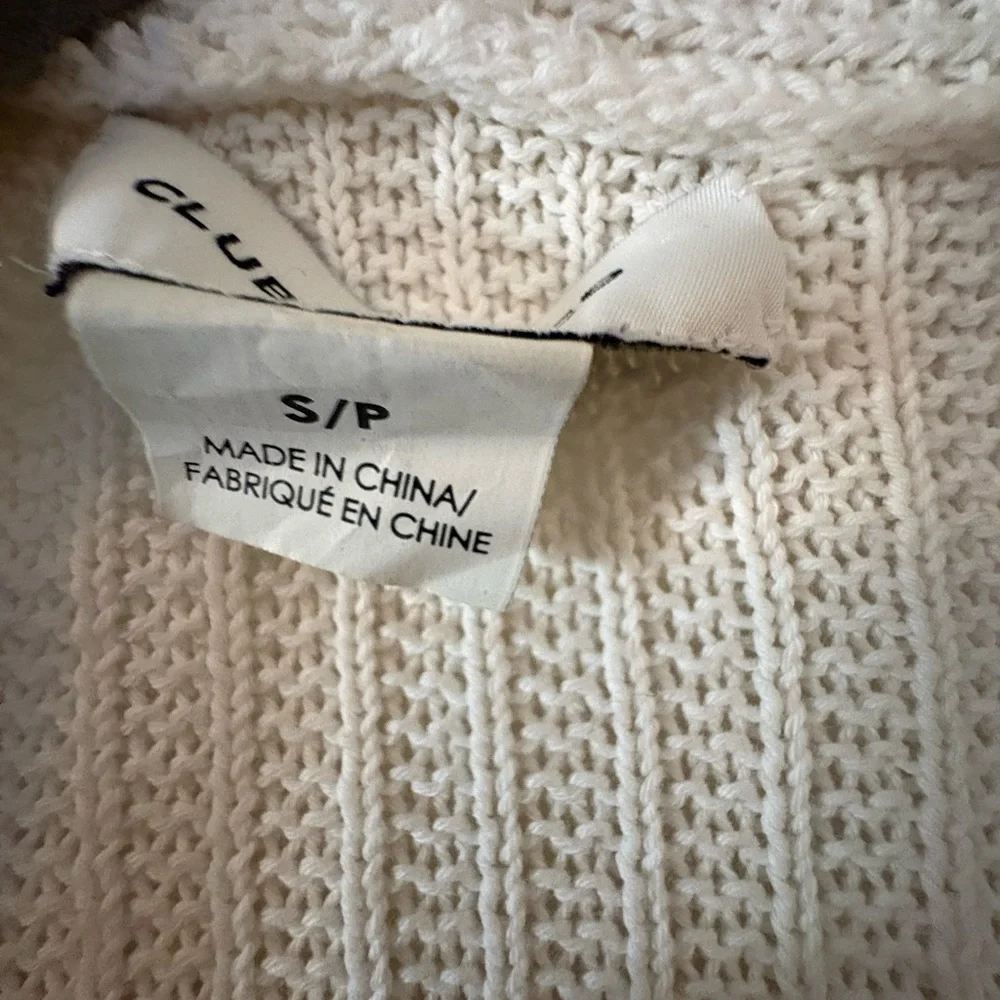 CLUE
S/P
MADE IN CHINA/
FABRIQUÉ EN CHINE